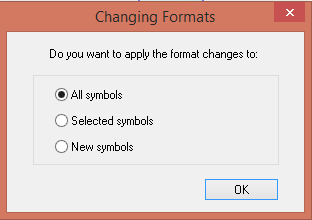 Changing Formats
Do you want to apply the format changes to:
All symbols
Selected symbols
New symbols
OK